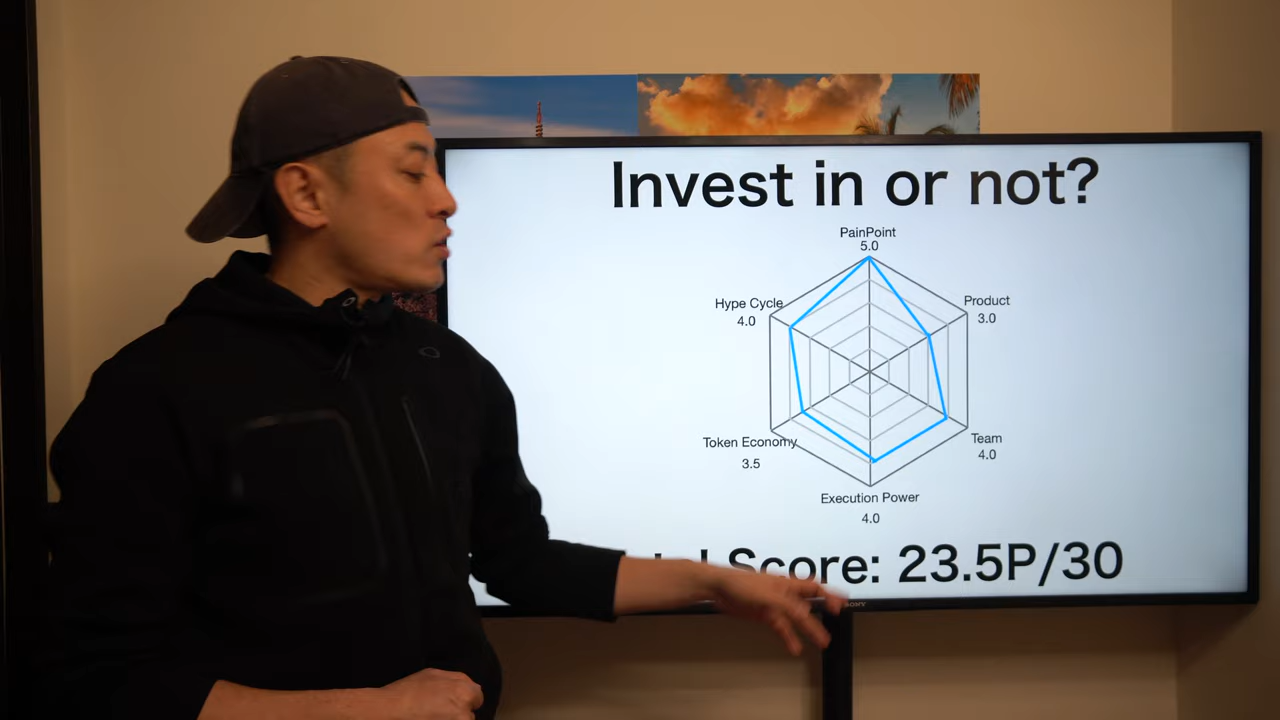 Invest in or not?
PainPoint
5.0
Hype Cycle
4.0
Product
3.0
Token Economy
3.5
Team
4.0
Execution Power
4.0
Score: 23.5P/30
SONY